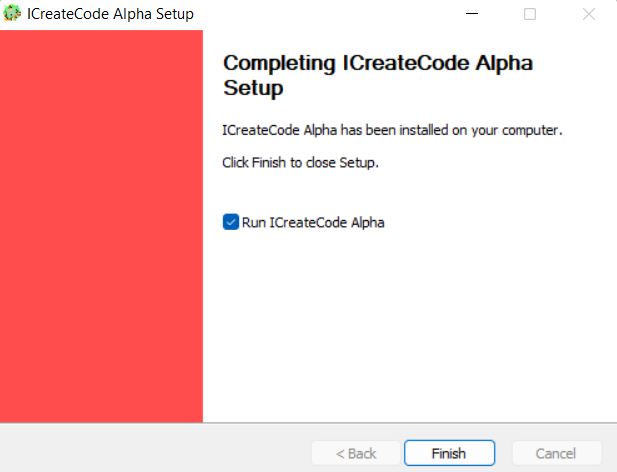 ICreateCode Alpha Setup
Completing ICreateCode Alpha
Setup
ICreateCode Alpha has been installed on your computer.
Click Finish to close Setup.
Run ICreateCode Alpha
< Back
Finish
Cancel